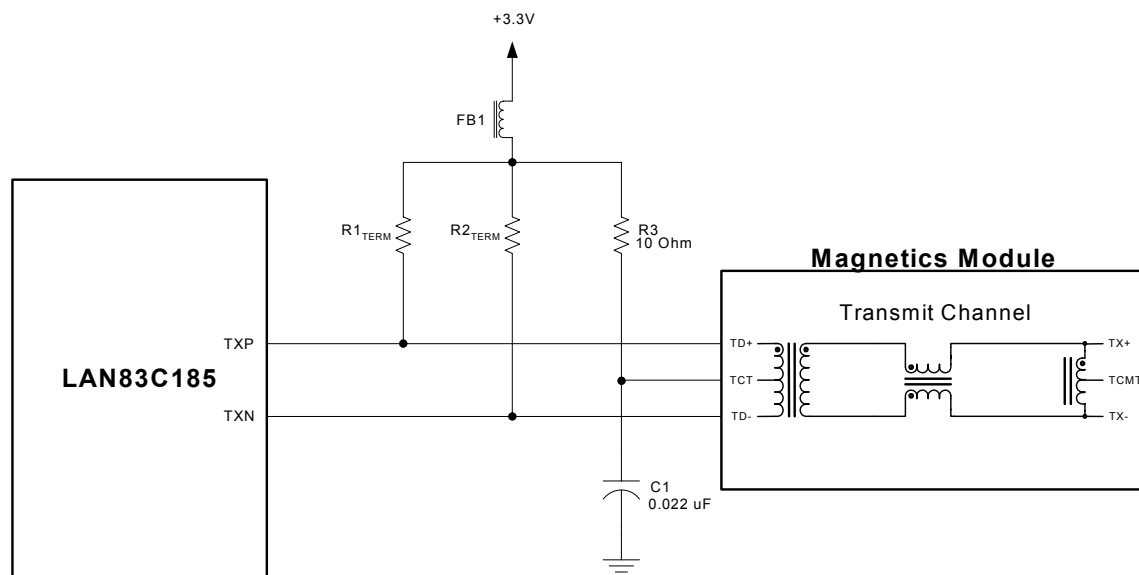 +3.3V
FB1
R1TERM
R2TERM
R3
10 Ohm
Magnetics Module
Transmit Channel
TXP
TD+
TX+
LAN83C185
TCT
TCMT
TXN
TD-
TX-
C1
0.022 uF